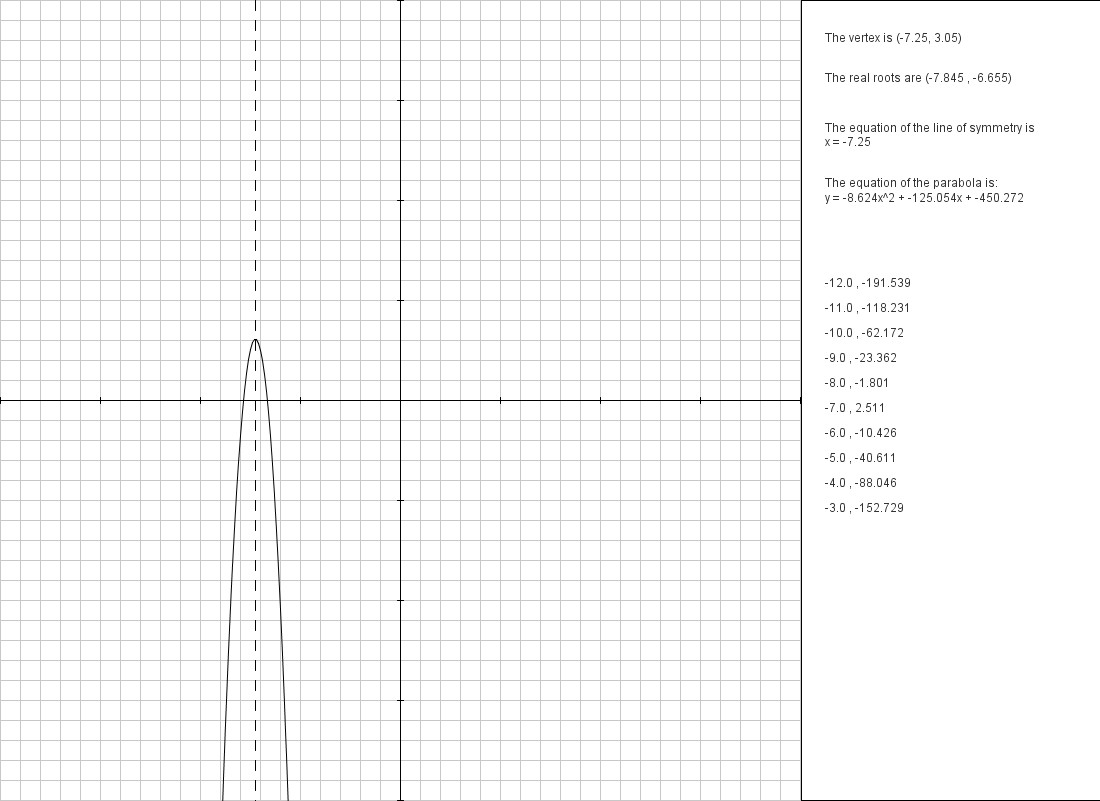 The vertex is (-7.25, 3.05)
The real roots are (-7.845 , -6.655)
The equation of the line of symmetry is
x = -7.25
The equation of the parabola is:
y = -8.624x^2 + -125.054x + -450.272
-12.0 , -191.539
-11.0 , -118.231
-10.0 , -62.172
-9.0 , -23.362
-8.0 , -1.801
-7.0 , 2.511
-6.0 , -10.426
-5.0 , -40.611
-4.0 , -88.046
-3.0 , -152.729